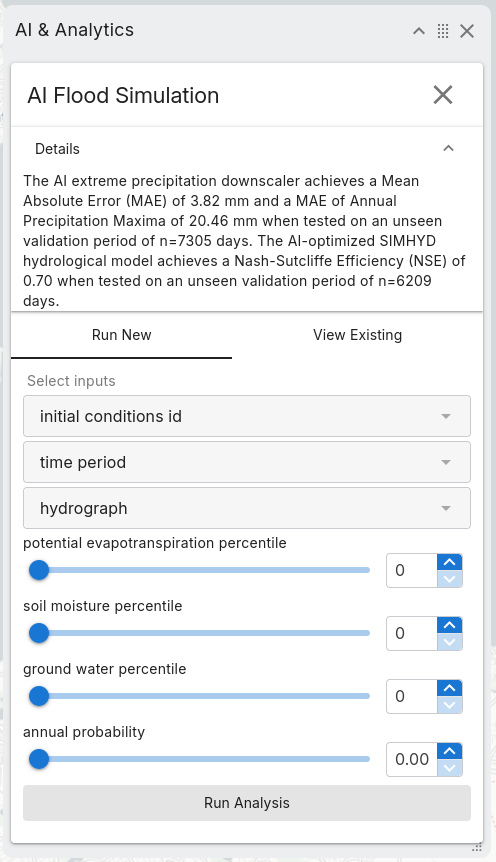 AI & Analytics
AI Flood Simulation
Details
The AI extreme precipitation downscaler achieves a Mean
Absolute Error (MAE) of 3.82 mm and a MAE of Annual
Precipitation Maxima of 20.46 mm when tested on an unseen
validation period of n=7305 days. The AI-optimized SIMHYD
hydrological model achieves a Nash-Sutcliffe Efficiency (NSE) of
0.70 when tested on an unseen validation period of n=6209
days.
Run New
View Existing
Select inputs
initial conditions id
time period
hydrograph
potential evapotranspiration percentile
0
soil moisture percentile
0
ground water percentile
0
annual probability
0.00
Run Analysis